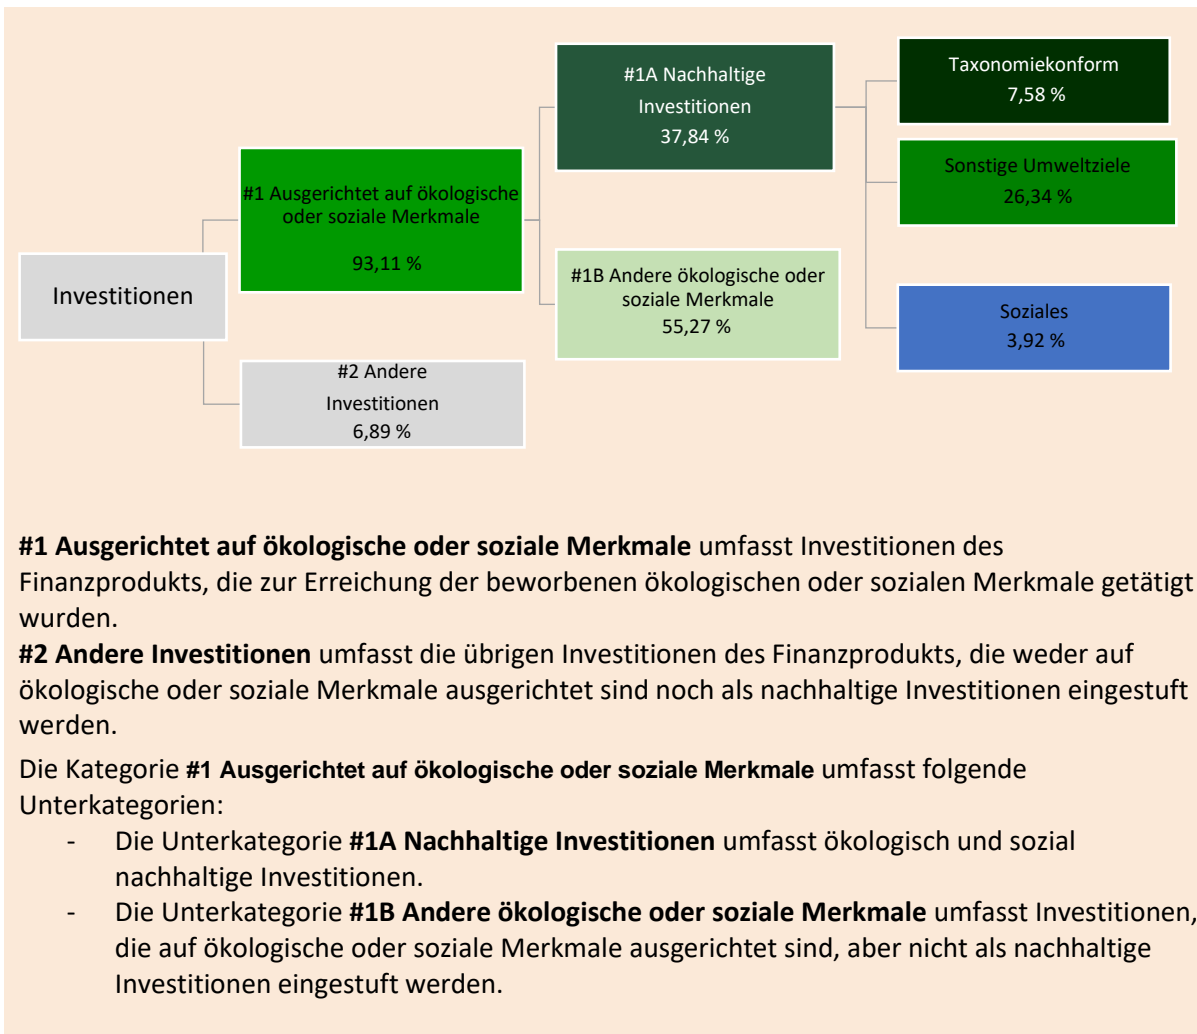 Investitionen
#1 Ausgerichtet auf ökologische
oder soziale Merkmale
93,11 %
#2 Andere
Investitionen
6,89 %
#1A Nachhaltige
Investitionen
37,84 %
#1B Andere ökologische oder
soziale Merkmale
55,27 %
Taxonomiekonform
7,58 %
Sonstige Umweltziele
26,34 %
Soziales
3,92 %
#1 Ausgerichtet auf ökologische oder soziale Merkmale umfasst Investitionen des
Finanzprodukts, die zur Erreichung der beworbenen ökologischen oder sozialen Merkmale getätigt
wurden.
#2 Andere Investitionen umfasst die übrigen Investitionen des Finanzprodukts, die weder auf
ökologische oder soziale Merkmale ausgerichtet sind noch als nachhaltige Investitionen eingestuft
werden.
Die Kategorie #1 Ausgerichtet auf ökologische oder soziale Merkmale umfasst folgende
Unterkategorien:
- Die Unterkategorie #1A Nachhaltige Investitionen umfasst ökologisch und sozial
nachhaltige Investitionen.
- Die Unterkategorie #1B Andere ökologische oder soziale Merkmale umfasst Investitionen,
die auf ökologische oder soziale Merkmale ausgerichtet sind, aber nicht als nachhaltige
Investitionen eingestuft werden.